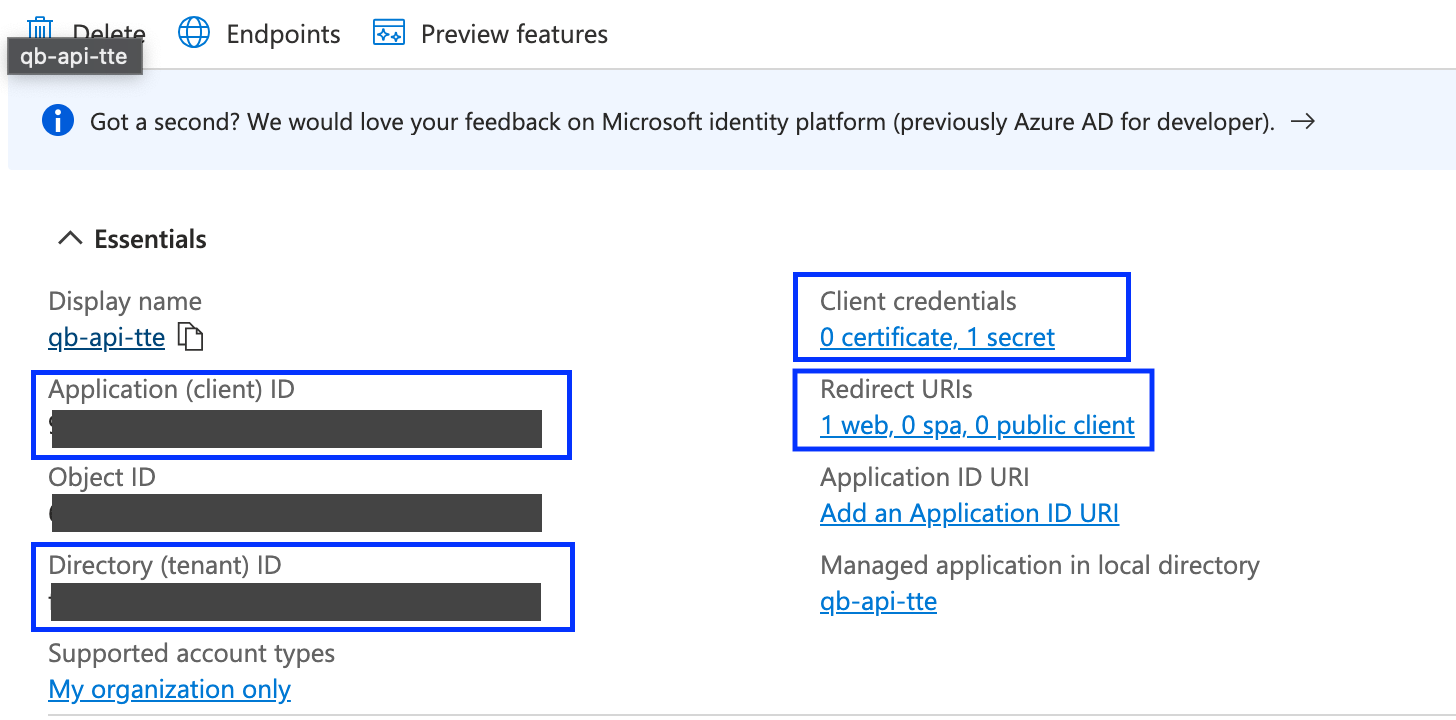 Delete Endpoints Preview features
qb-api-tte
Got a second? We would love your feedback on Microsoft identity platform (previously Azure AD for developer). →
Essentials
Display name
qb-api-tte
Application (client) ID
Object ID
Directory (tenant) ID
Supported account types
My organization only
Client credentials
0 certificate, 1 secret
Redirect URIs
1 web, 0 spa, 0 public client
Application ID URI
Add an Application ID URI
Managed application in local directory
qb-api-tte